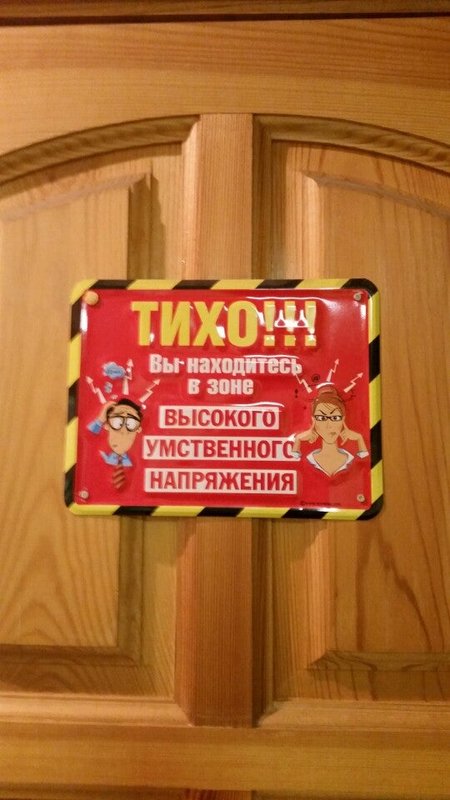 ТИХО!!!
Вы находитесь
в зоне
ВЫСОКОГО
УМСТВЕННОГО
НАПРЯЖЕНИЯ